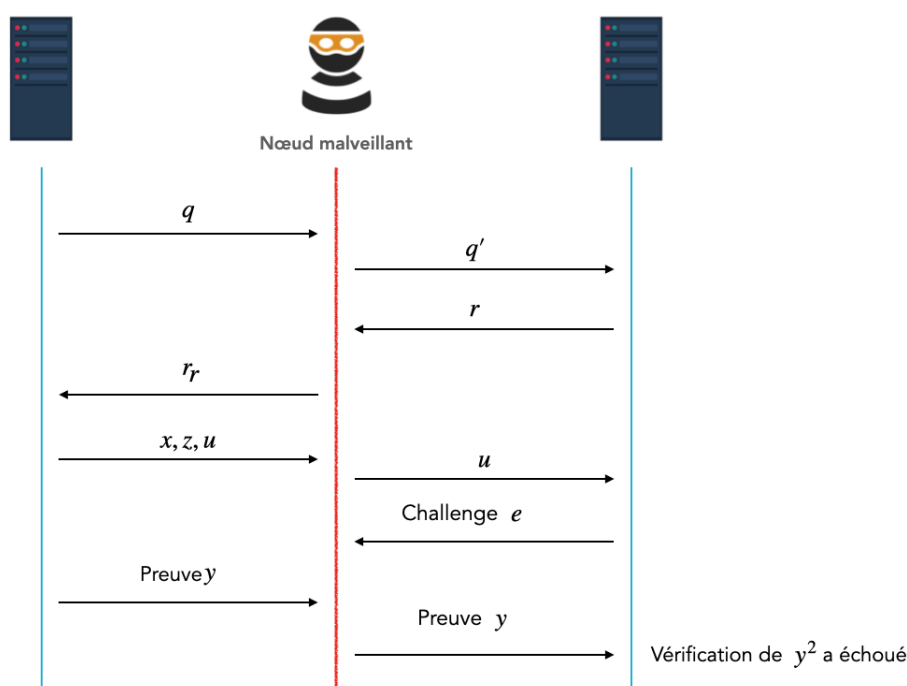 Nœud malveillant
q
q′
r
r_r
x, z, u
u
Challenge e
Preuve y
Preuve y
Vérification de y² a échoué